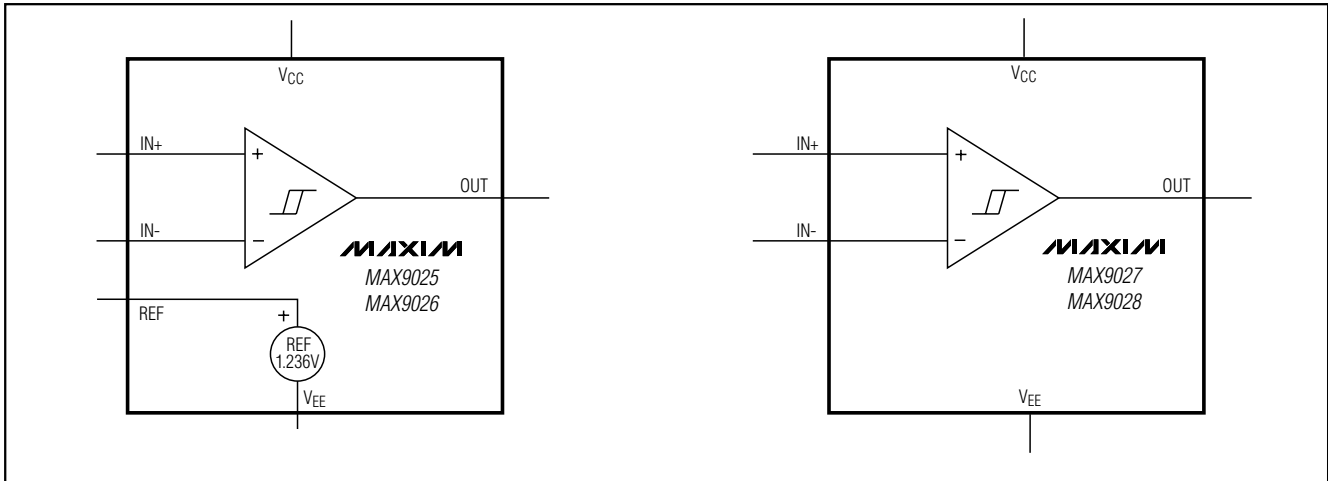 VCC
IN+
+
OUT
IN-
−
MAXIM
MAX9025
MAX9026
REF
+
REF
1.236V
VEE
VCC
IN+
+
OUT
IN-
−
MAXIM
MAX9027
MAX9028
VEE